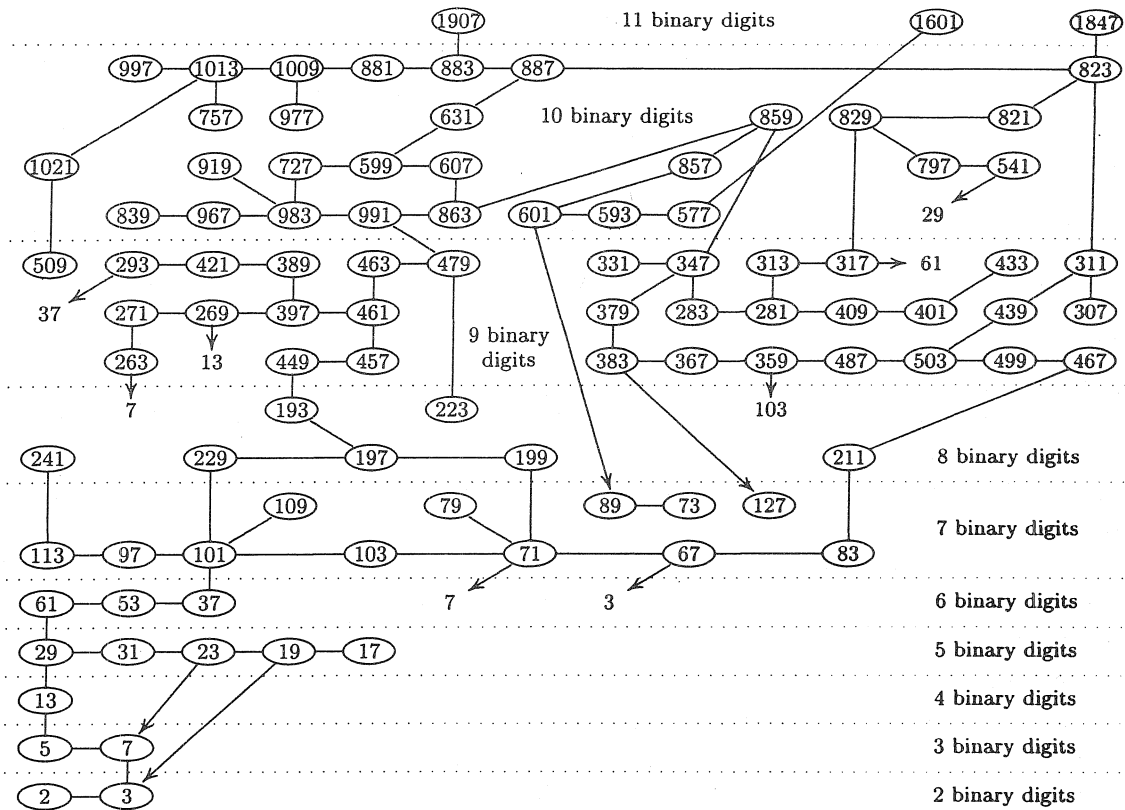 1907 11 binary digits 1601 1847
997 1013 1009 881 883 887 823
757 977 631 10 binary digits 859 829 821
1021 919 727 599 607 857 797 541
839 967 983 991 863 601 593 577 29
509 293 421 389 463 479 331 347 313 317 61 433 311
37 271 269 397 461 9 binary 379 283 281 409 401 439 307
263 13 449 457 digits 383 367 359 487 503 499 467
7 193 223 103
241 229 197 199 211 8 binary digits
109 79 89 73 127
113 97 101 103 71 67 83 7 binary digits
61 53 37 7 3 6 binary digits
29 31 23 19 17 5 binary digits
13 4 binary digits
5 7 3 binary digits
2 3 2 binary digits